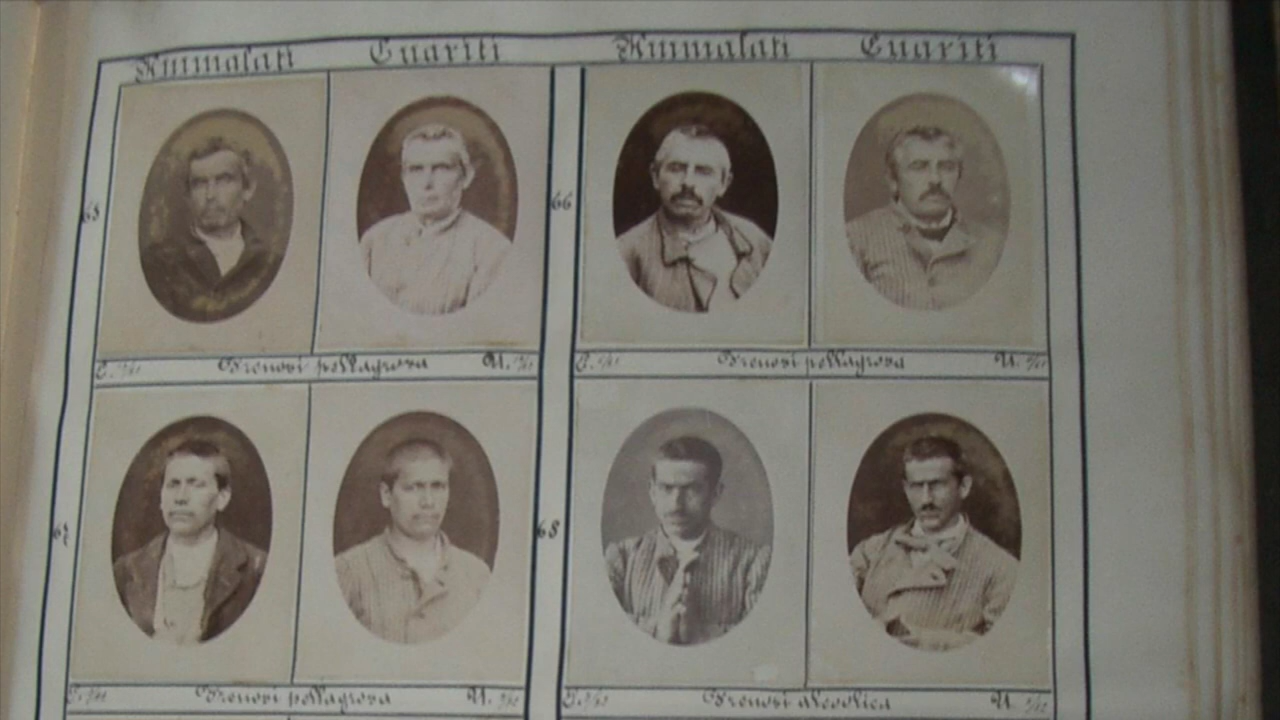 Ammalati Guariti Ammalati Guariti
65 66
E. Frenosi pellagrosa U. E. Frenosi pellagrosa U.
67 68
E. Frenosi pellagrosa U. E. Frenosi alcoolica U.